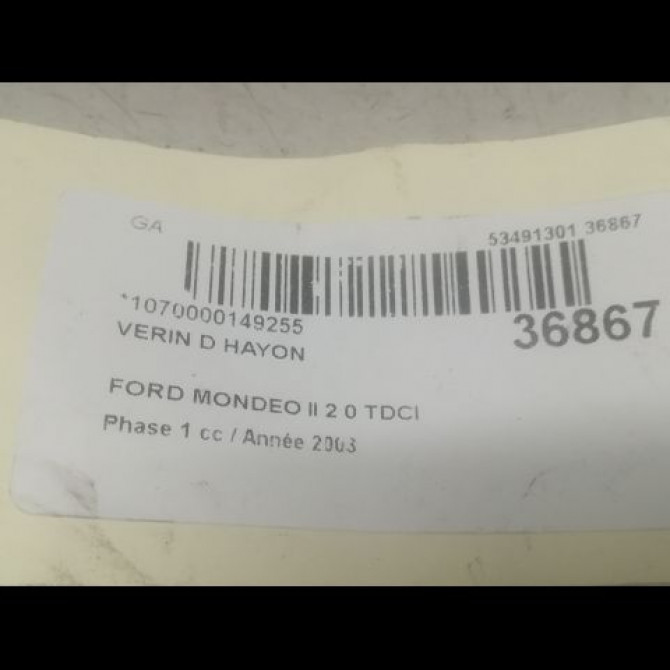 GA
53491301 36867
*1070000149255
36867
VERIN D HAYON
FORD MONDEO II 2 0 TDCI
Phase 1 cc / Année 2003